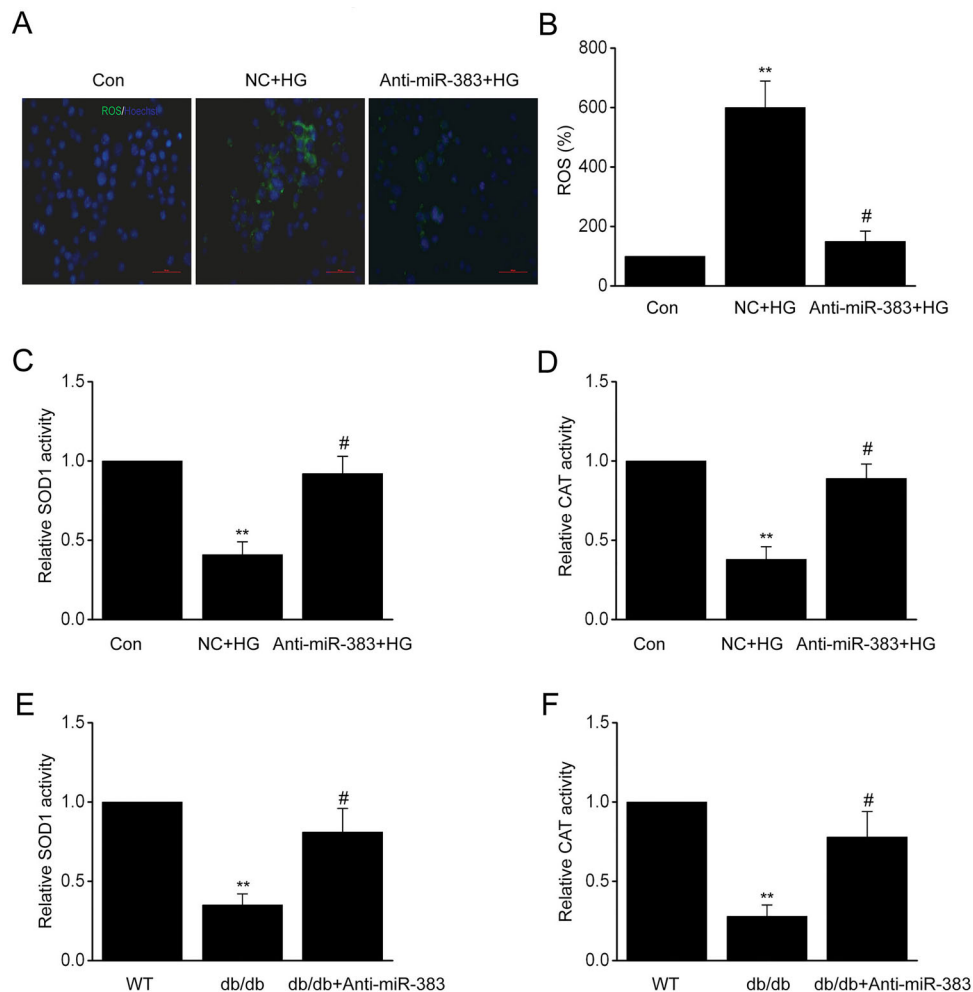 A
Con
NC+HG
Anti-miR-383+HG
ROS/Hoechst
B
ROS (%)
800
600
400
200
0
**
#
Con
NC+HG
Anti-miR-383+HG
C
Relative SOD1 activity
1.5
1.0
0.5
0.0
**
#
Con
NC+HG
Anti-miR-383+HG
D
Relative CAT activity
1.5
1.0
0.5
0.0
**
#
Con
NC+HG
Anti-miR-383+HG
E
Relative SOD1 activity
1.5
1.0
0.5
0.0
**
#
WT
db/db
db/db+Anti-miR-383
F
Relative CAT activity
1.5
1.0
0.5
0.0
**
#
WT
db/db
db/db+Anti-miR-383